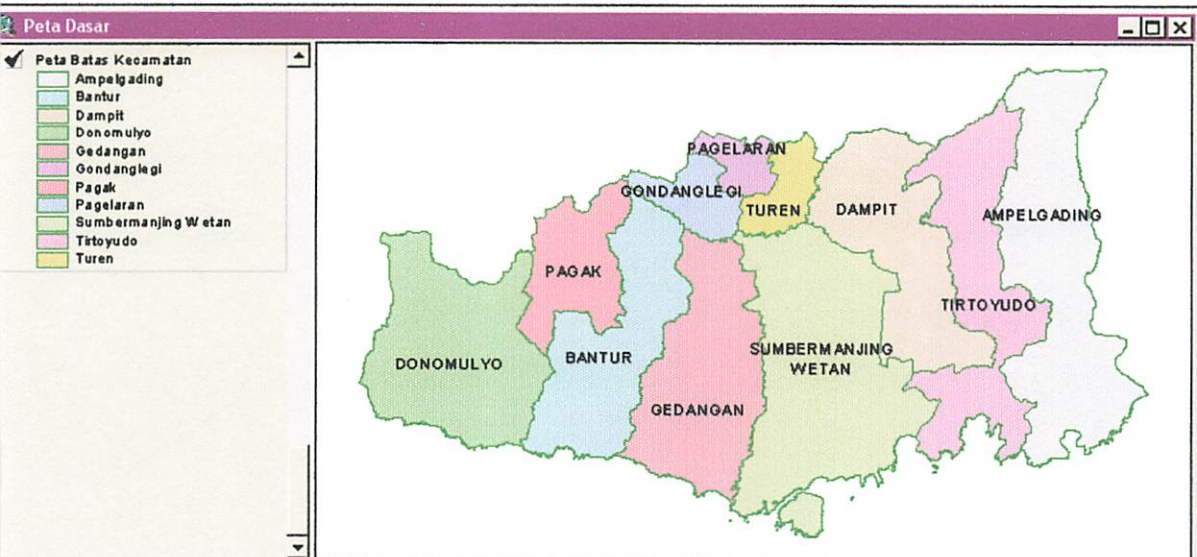 Peta Dasar
Peta Batas Kecamatan
Ampelgading
Bantur
Dampit
Donomulyo
Gedangan
Gondanglegi
Pagak
Pagelaran
Sumbermanjing Wetan
Tirtoyudo
Turen
PAGELARAN
GONDANGLEGI
TUREN
DAMPIT
AMPELGADING
PAGAK
TIRTOYUDO
DONOMULYO
BANTUR
SUMBERMANJING
WETAN
GEDANGAN